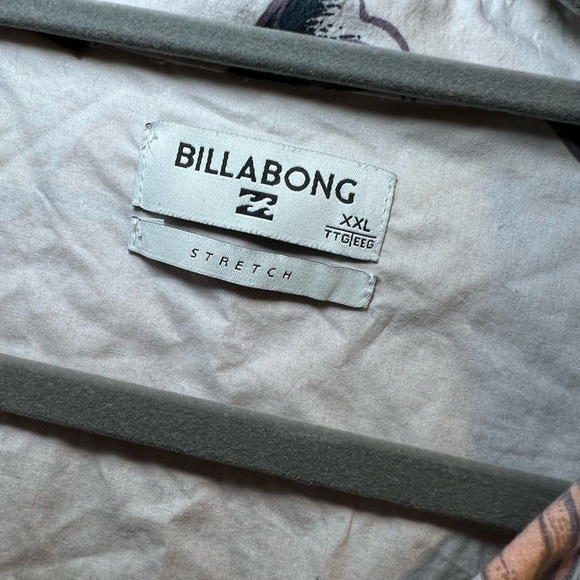 BILLABONG
XXL
TTG|EEG
STRETCH